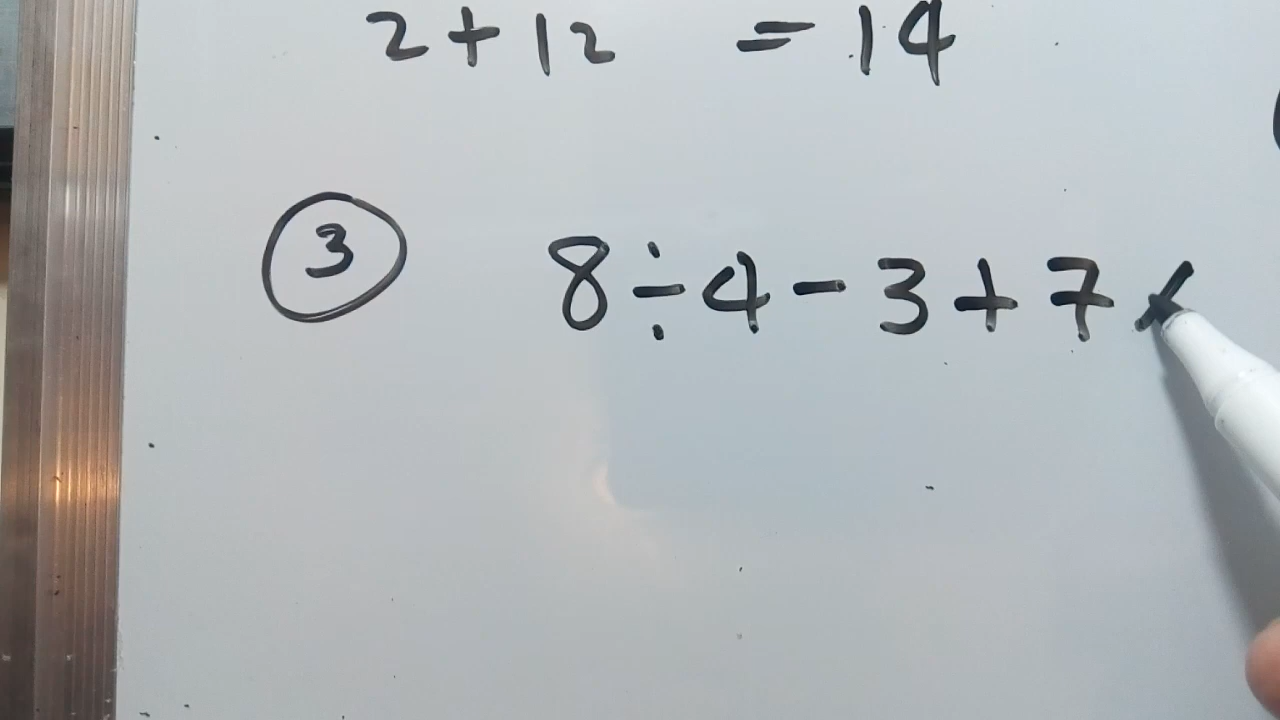 2+12 = 14
3 8÷4-3+7